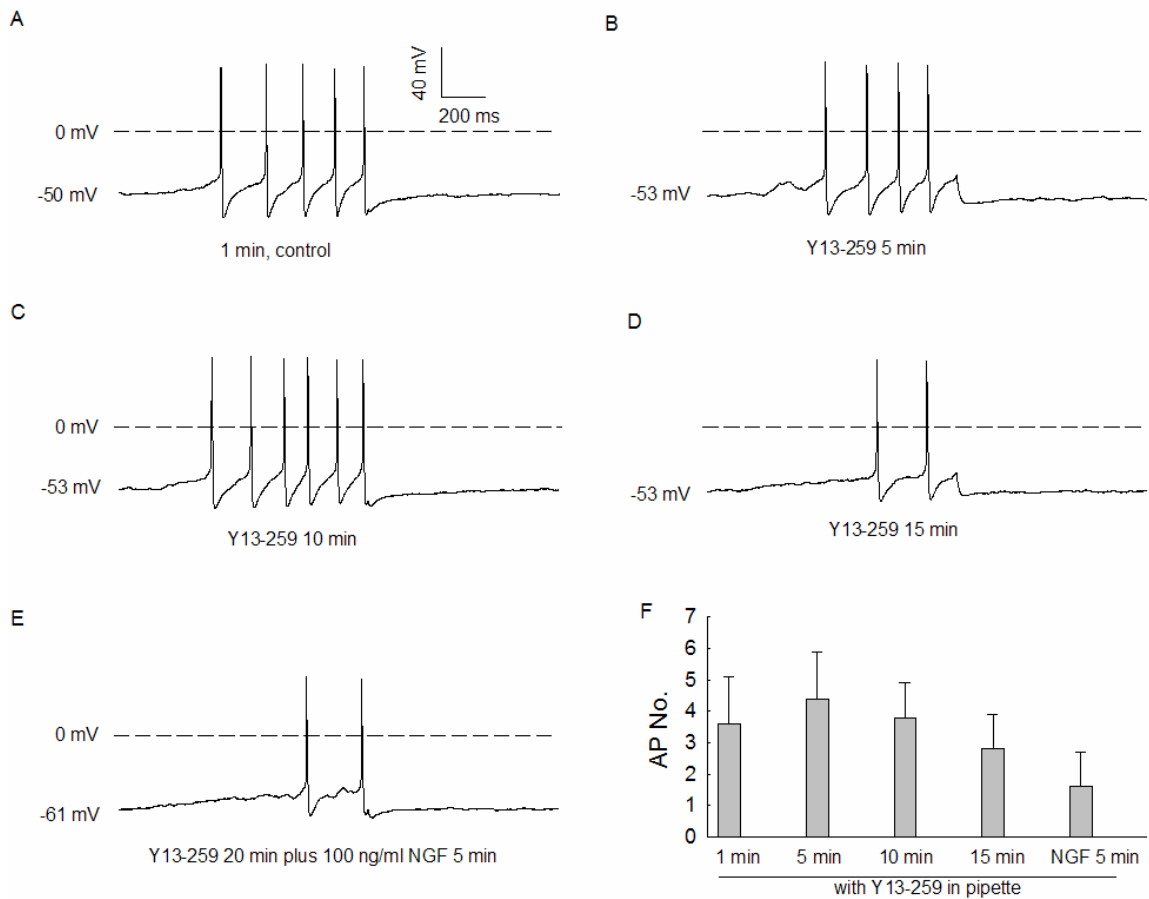 A
40 mV
200 ms
0 mV
-50 mV
1 min, control
B
-53 mV
Y13-259 5 min
C
0 mV
-53 mV
Y13-259 10 min
D
-53 mV
Y13-259 15 min
E
0 mV
-61 mV
Y13-259 20 min plus 100 ng/ml NGF 5 min
F
AP No.
7
6
5
4
3
2
1
0
1 min 5 min 10 min 15 min NGF 5 min
with Y13-259 in pipette